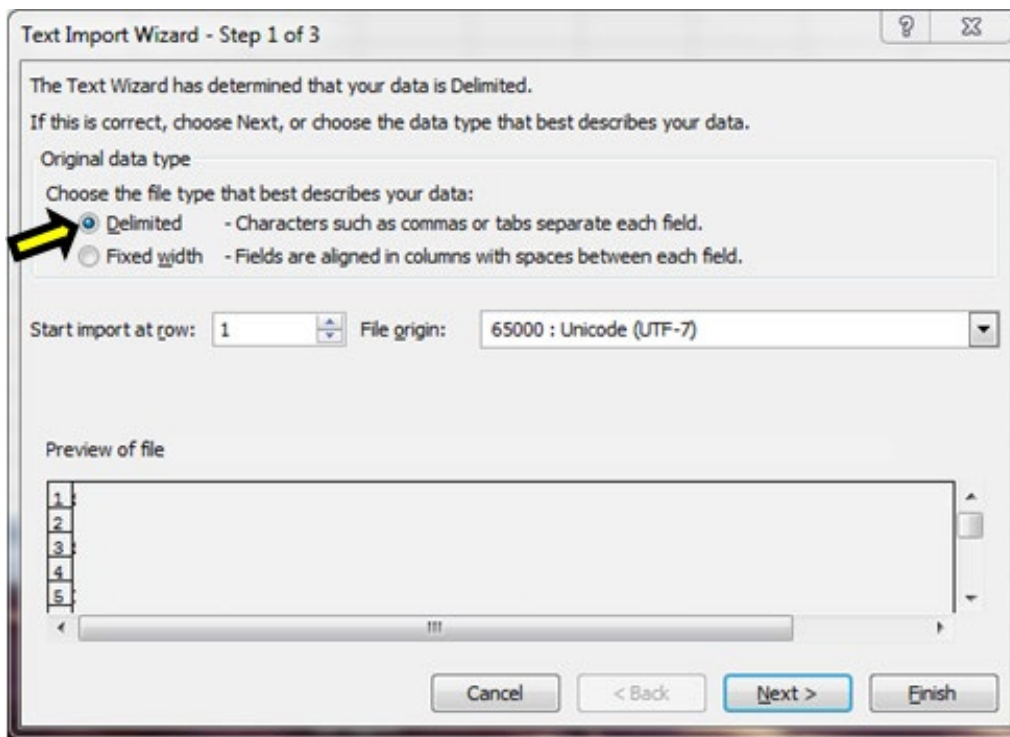 Text Import Wizard - Step 1 of 3
The Text Wizard has determined that your data is Delimited.
If this is correct, choose Next, or choose the data type that best describes your data.
Original data type
Choose the file type that best describes your data:
Delimited - Characters such as commas or tabs separate each field.
Fixed width - Fields are aligned in columns with spaces between each field.
Start import at row: 1 File origin: 65000 : Unicode (UTF-7)
Preview of file
1
2
3
4
5
Cancel < Back Next > Finish